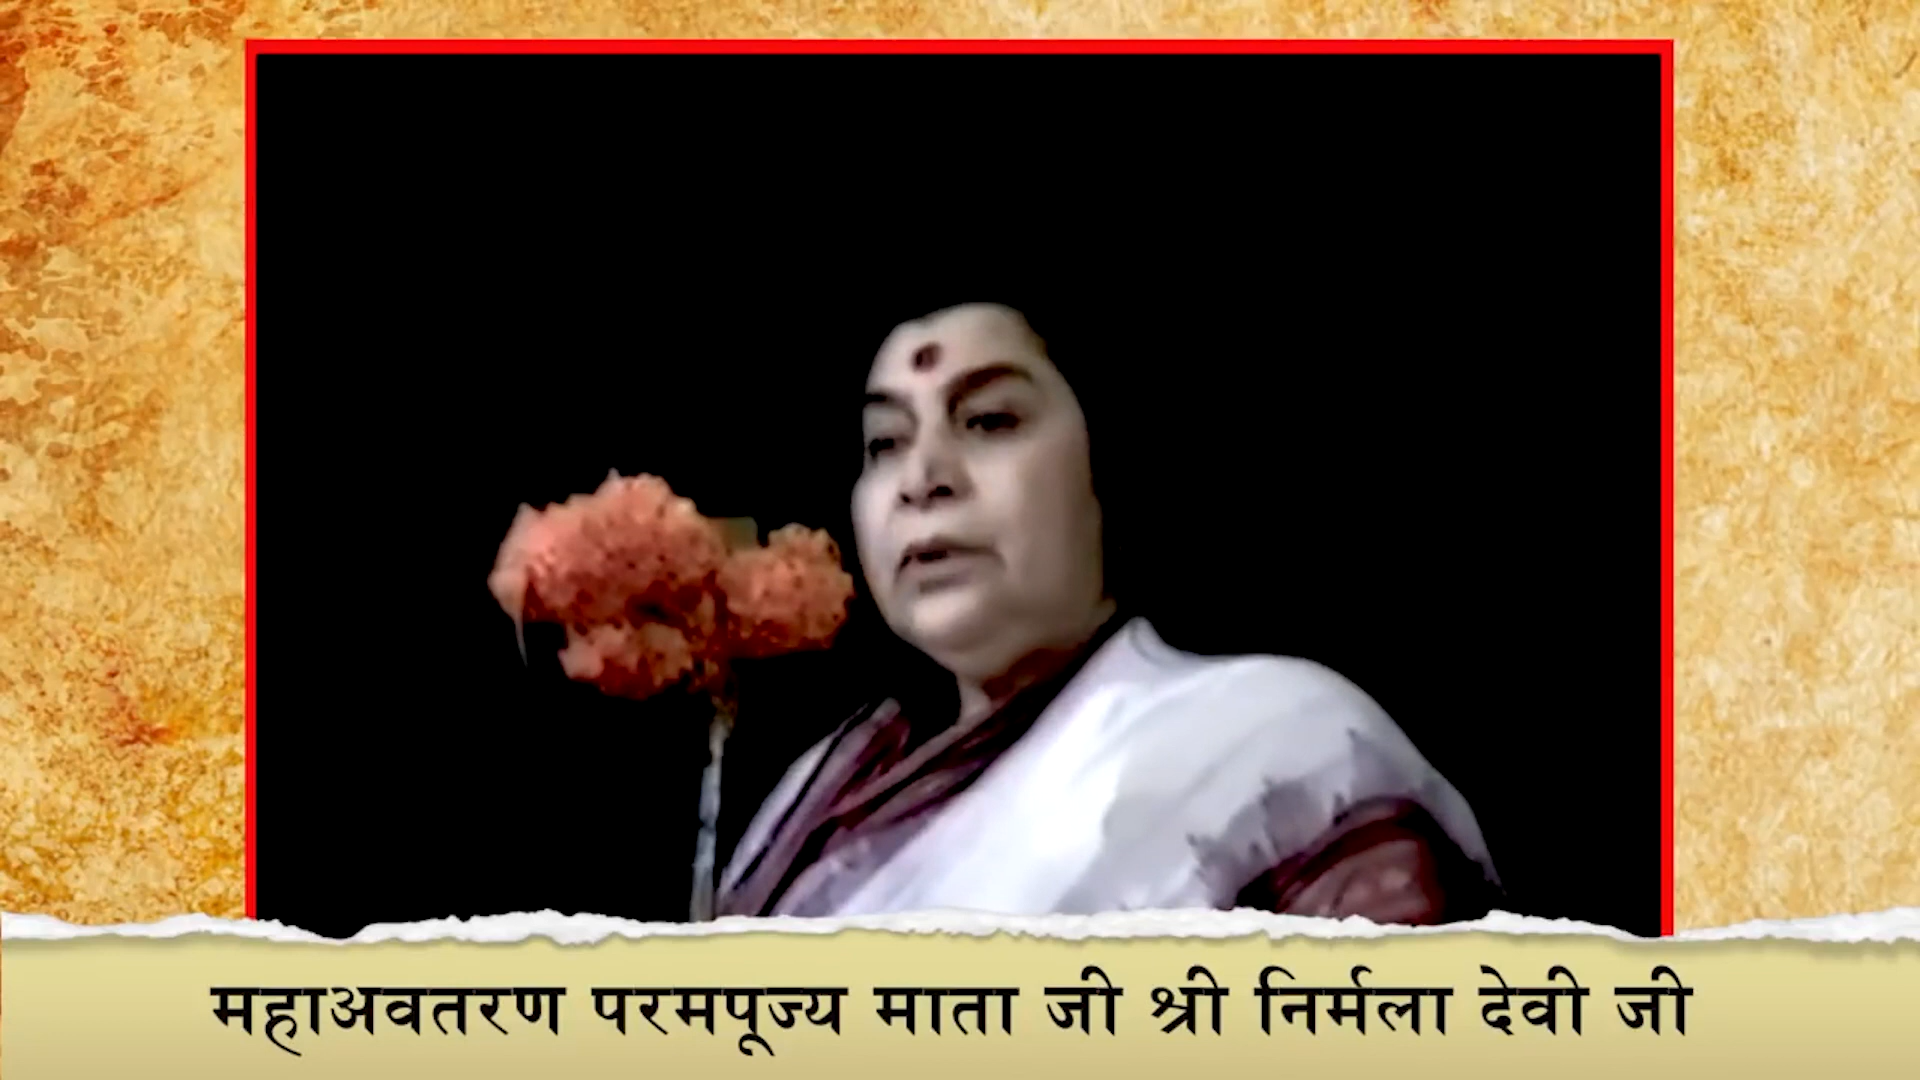 महाअवतरण परमपूज्य माता जी श्री निर्मला देवी जी